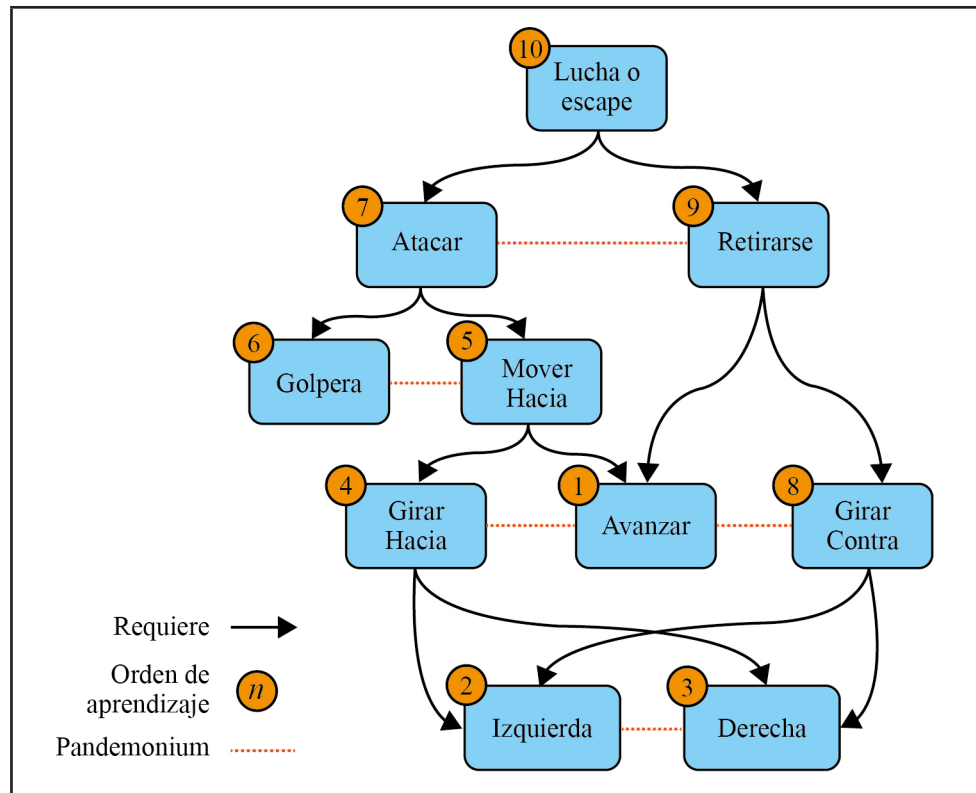 10
Lucha o
escape
7
Atacar
9
Retirarse
6
Golpera
5
Mover
Hacia
4
Girar
Hacia
1
Avanzar
8
Girar
Contra
2
Izquierda
3
Derecha
Requiere
Orden de
aprendizaje
n
Pandemonium